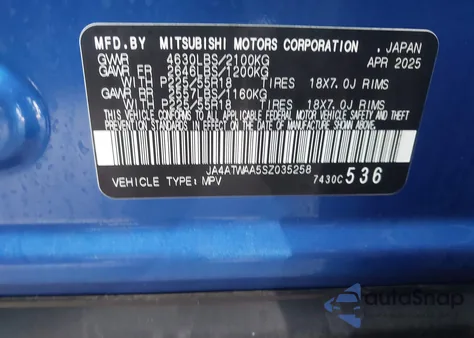 MFD.BY MITSUBISHI MOTORS CORPORATION, JAPAN
GVWR 4630LBS/2100KG APR 2025
GAWR FR 2646LBS/1200KG
WITH P225/55R18 TIRES 18X7.0J RIMS
GAWR RR 2557LBS/1160KG
WITH P225/55R18 TIRES 18X7.0J RIMS
THIS VEHICLE CONFORMS TO ALL APPLICABLE FEDERAL MOTOR VEHICLE
SAFETY AND THEFT PREVENTION STANDARDS IN EFFECT ON THE DATE OF
MANUFACTURE SHOWN ABOVE.
JA4ATWAA5SZ035258
VEHICLE TYPE: MPV 7430C 536
autoSnap